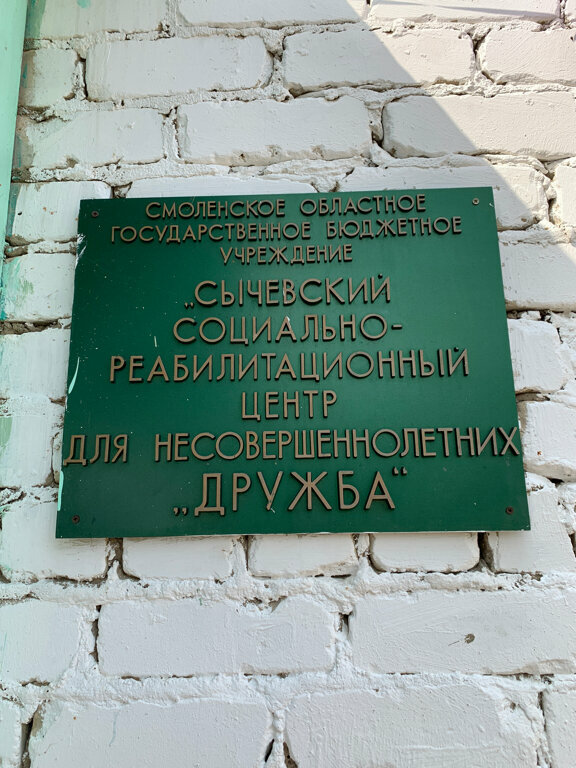 СМОЛЕНСКОЕ ОБЛАСТНОЕ
ГОСУДАРСТВЕННОЕ БЮДЖЕТНОЕ
УЧРЕЖДЕНИЕ
„СЫЧЕВСКИЙ
СОЦИАЛЬНО-
РЕАБИЛИТАЦИОННЫЙ
ЦЕНТР
ДЛЯ НЕСОВЕРШЕННОЛЕТНИХ
„ДРУЖБА“